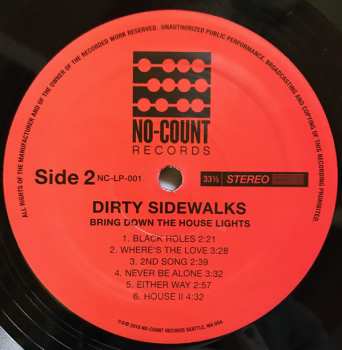 ALL RIGHTS OF THE MANUFACTURER AND OF THE OWNER OF THE RECORDED WORK RESERVED. UNAUTHORIZED PUBLIC PERFORMANCE, BROADCASTING AND COPYING OF THIS RECORDING PROHIBITED
NO-COUNT
RECORDS
Side 2 NC-LP-001 33⅓ STEREO
DIRTY SIDEWALKS
BRING DOWN THE HOUSE LIGHTS
1. BLACK HOLES 2:21
2. WHERE'S THE LOVE 3:28
3. 2ND SONG 2:39
4. NEVER BE ALONE 3:32
5. EITHER WAY 2:57
6. HOUSE II 4:32
NO-COUNT RECORDS SEATTLE, WA USA